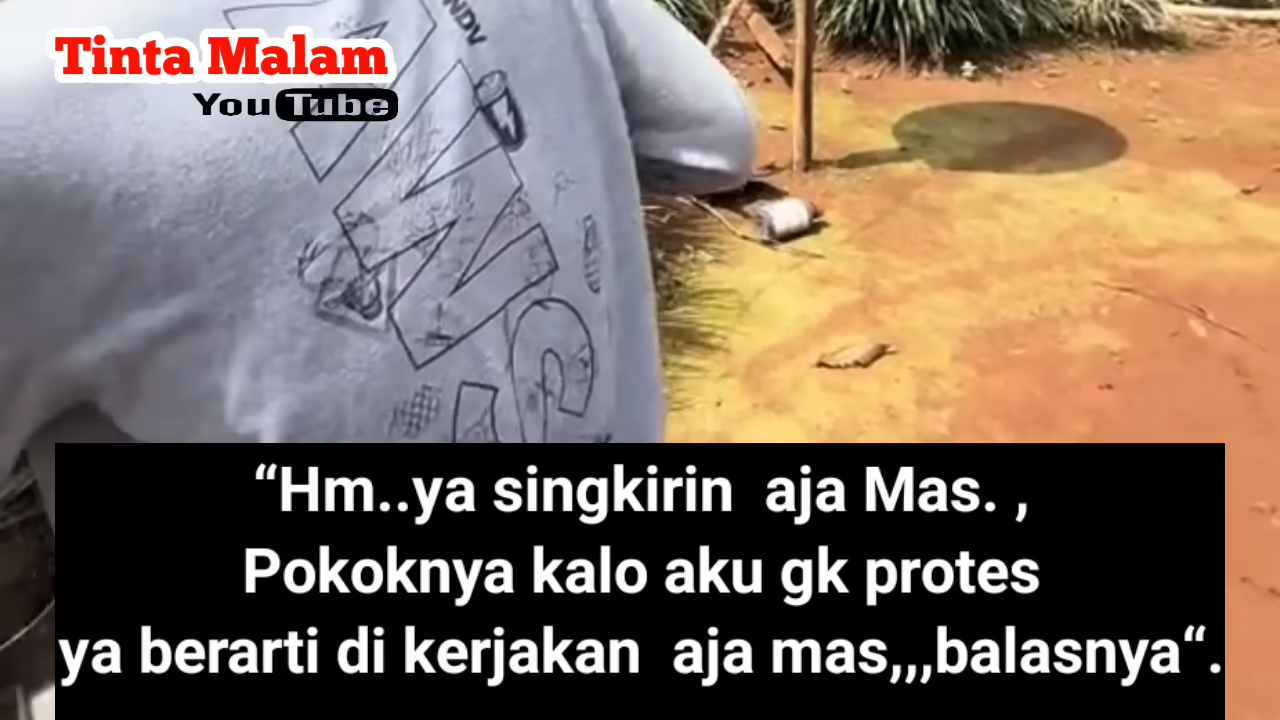 Tinta Malam
YouTube
NDV
“Hm..ya singkirin aja Mas. ,
Pokoknya kalo aku gk protes
ya berarti di kerjakan aja mas,,,balasnya“.